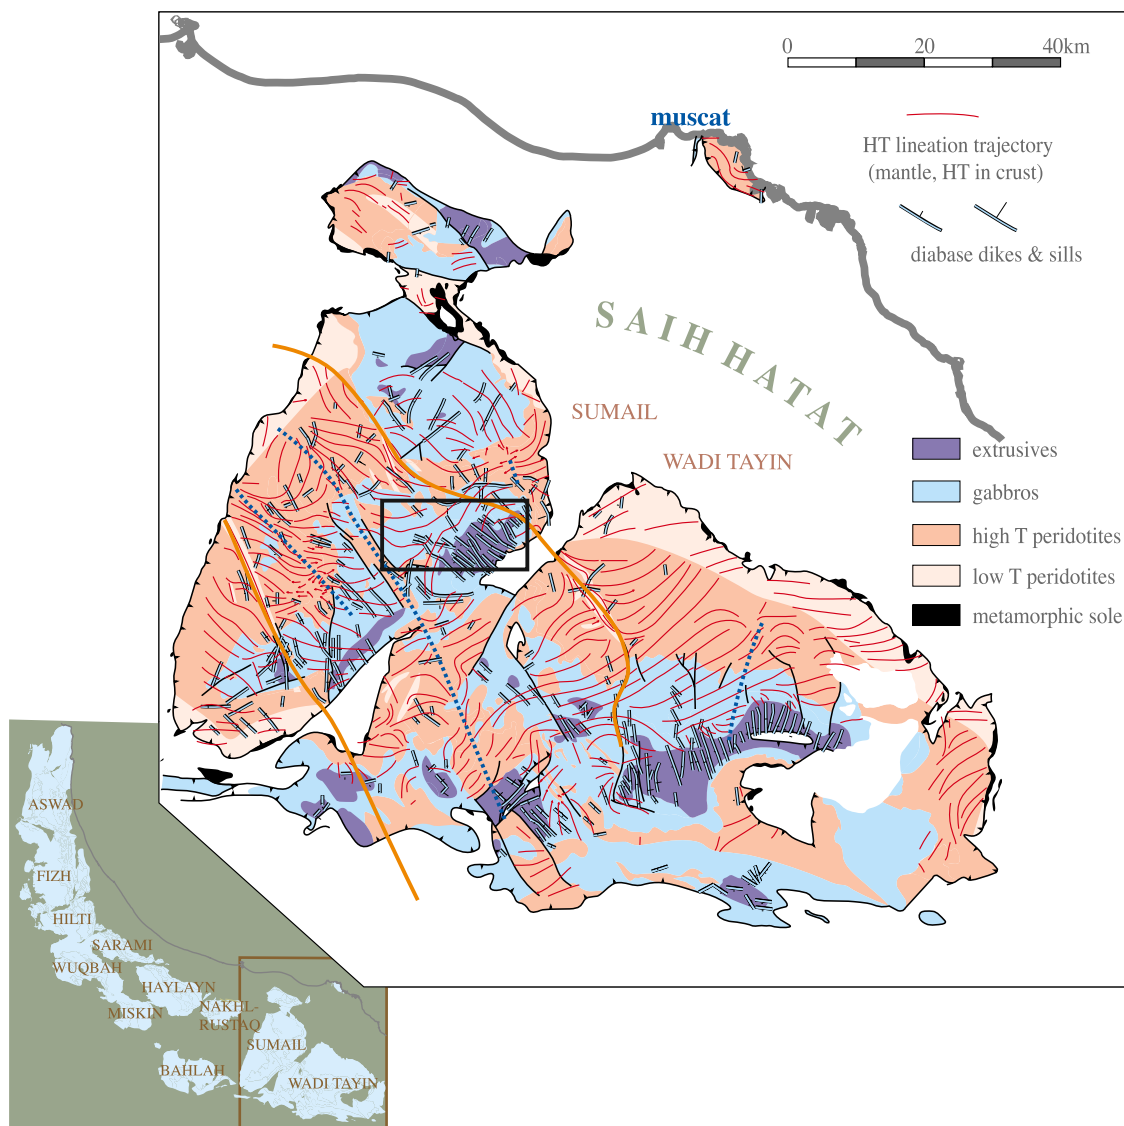 0 20 40km
muscat
HT lineation trajectory
(mantle, HT in crust)
diabase dikes & sills
SAIH HATAT
SUMAIL
WADI TAYIN
extrusives
gabbros
high T peridotites
low T peridotites
metamorphic sole
ASWAD
FIZH
HILTI
SARAMI
WUQBAH
HAYLAYN
MISKIN
NAKHL-
RUSTAQ
SUMAIL
BAHLAH
WADI TAYIN